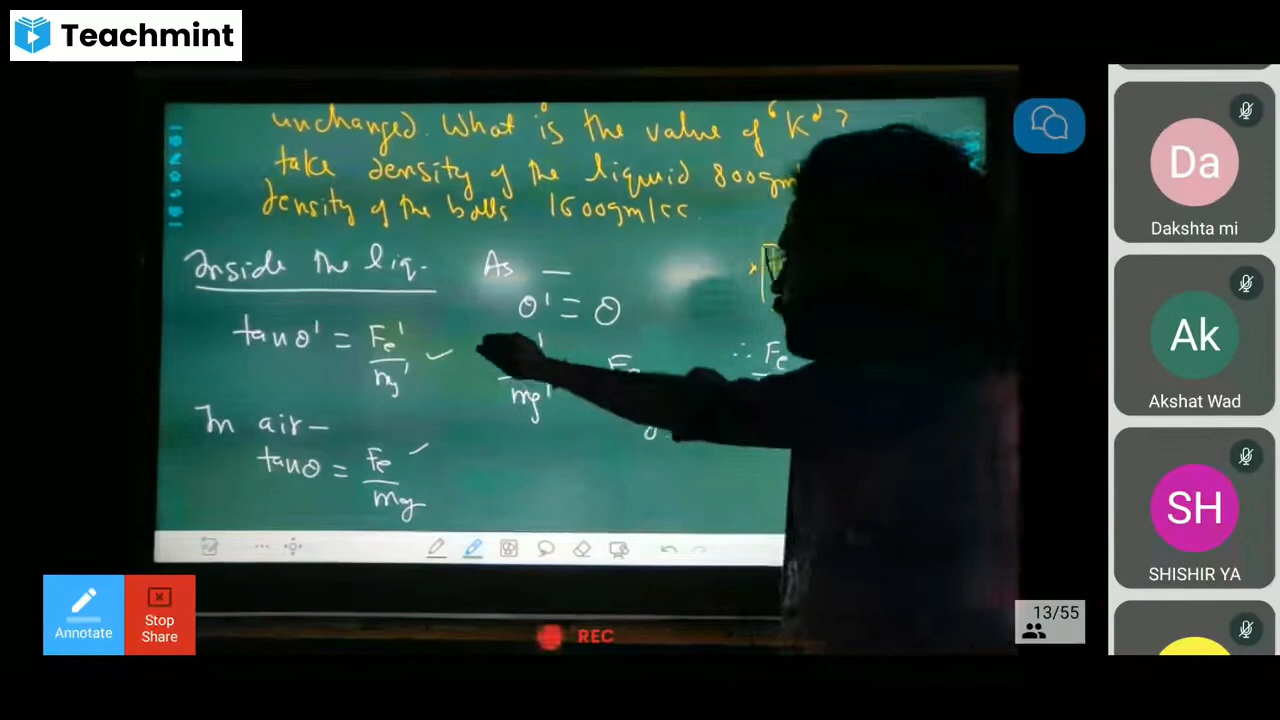 Teachmint
unchanged. What is the value of 'K'?
take density of the liquid 800gm
density of the balls 1600gm/cc.
Inside the liq.
As —
θ' = θ
tanθ' = Fe'
mg'
mg'
∴ Fe
In air —
tanθ = Fe
mg
Da
Dakshta mi
Ak
Akshat Wad
SH
SHISHIR YA
Annotate
Stop
Share
REC
13/55